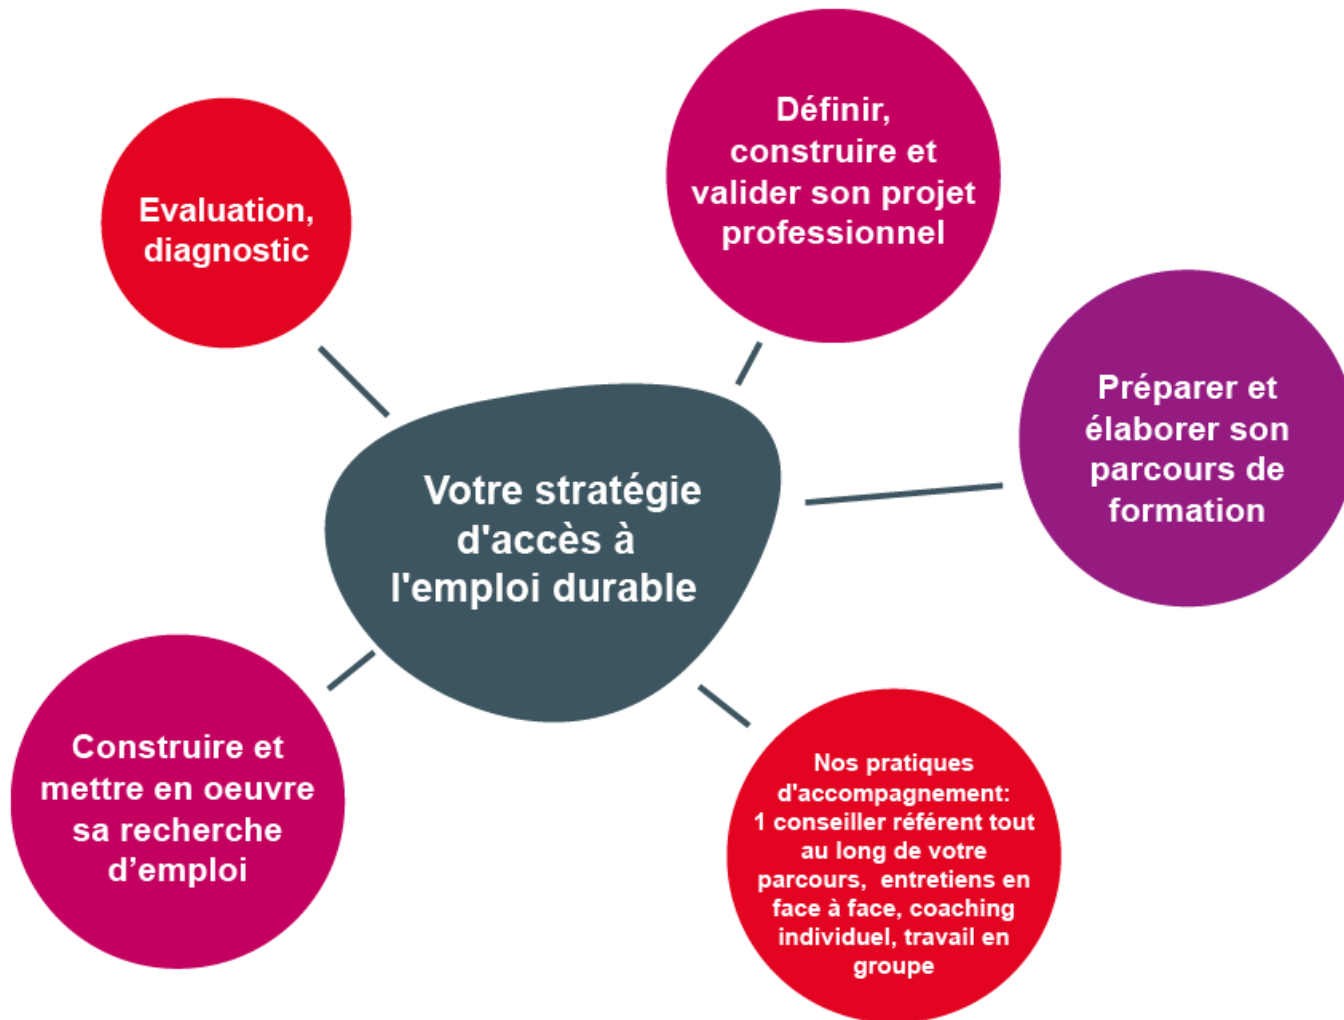 Evaluation,
diagnostic
Définir,
construire et
valider son projet
professionnel
Préparer et
élaborer son
parcours de
formation
Votre stratégie
d'accès à
l'emploi durable
Construire et
mettre en oeuvre
sa recherche
d’emploi
Nos pratiques
d'accompagnement:
1 conseiller référent tout
au long de votre
parcours,  entretiens en
face à face, coaching
individuel, travail en
groupe